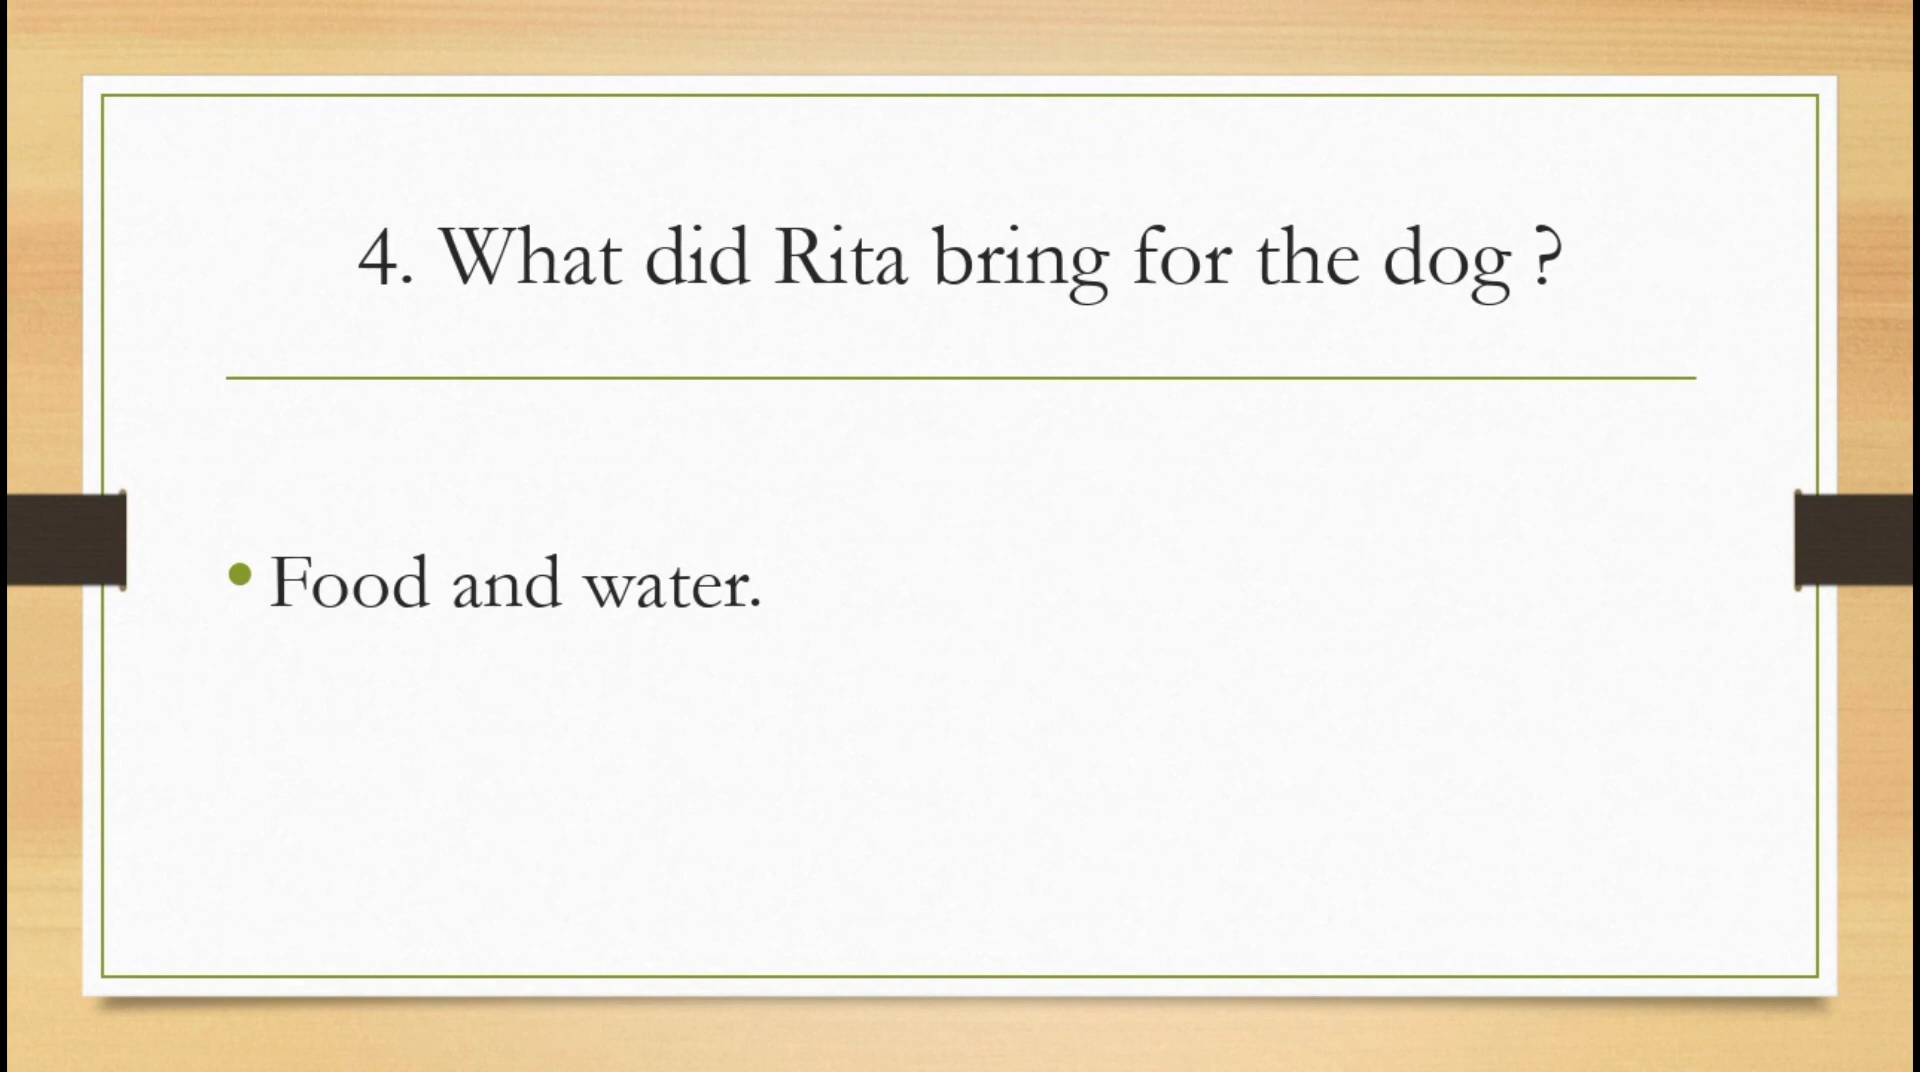 4. What did Rita bring for the dog ?
• Food and water.